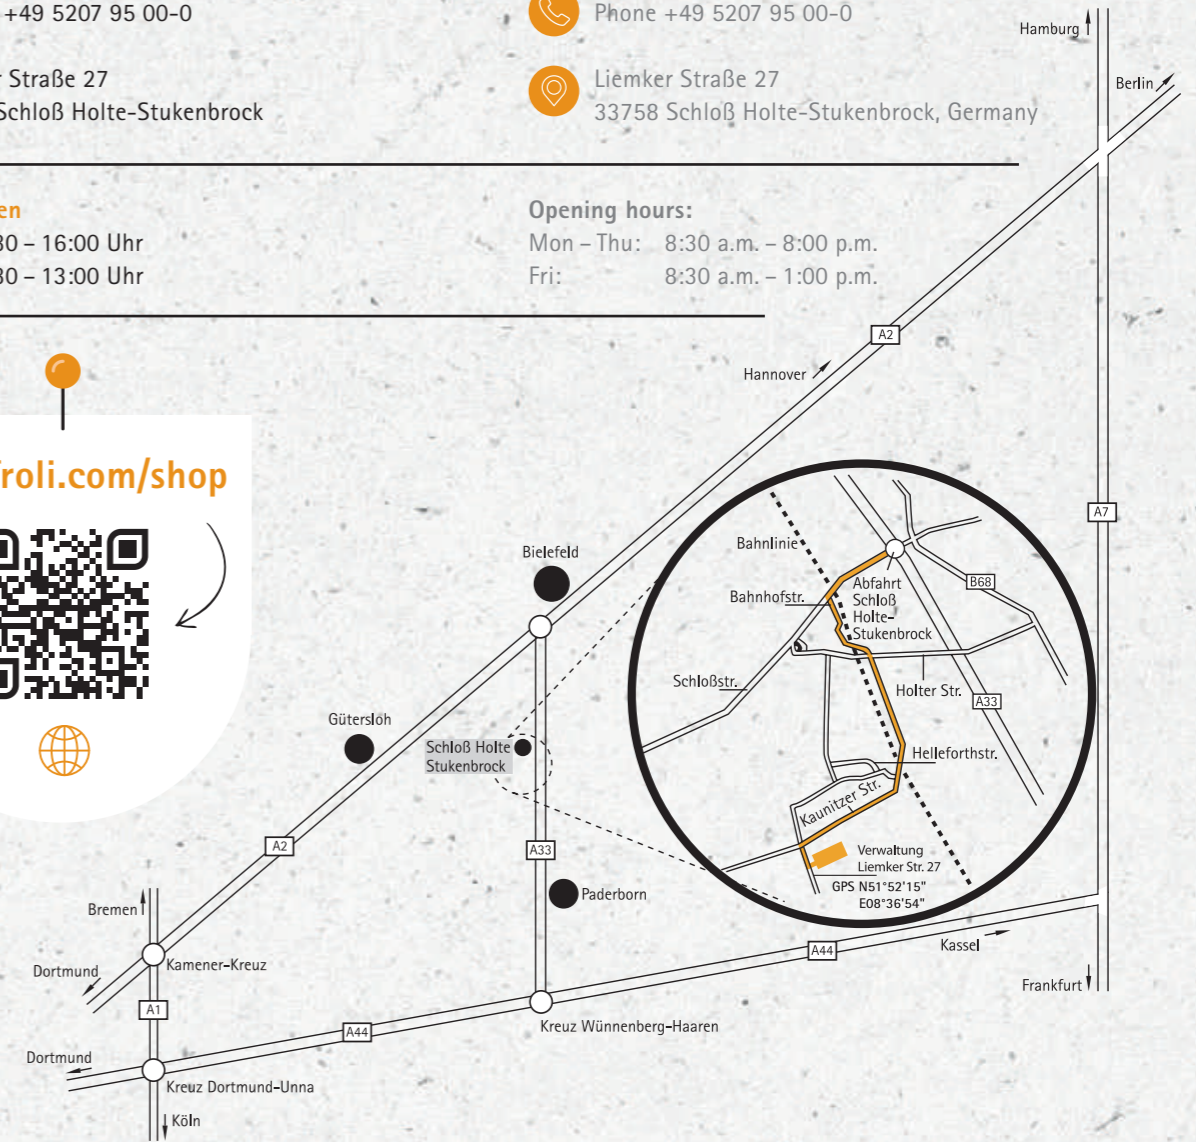 +49 5207 95 00-0
r Straße 27
Schloß Holte-Stukenbrock
Phone +49 5207 95 00-0
Liemker Straße 27
33758 Schloß Holte-Stukenbrock, Germany
en
30 – 16:00 Uhr
30 – 13:00 Uhr
Opening hours:
Mon – Thu: 8:30 a.m. – 8:00 p.m.
Fri: 8:30 a.m. – 1:00 p.m.
froli.com/shop
Hamburg
Berlin
A2
Hannover
A7
Bielefeld
Bahnlinie
Bahnhofstr.
Abfahrt
Schloß
Holte-
Stukenbrock
B68
Schloßstr.
Holter Str.
A33
Gütersloh
Schloß Holte
Stukenbrock
Helleforthstr.
Kaunitzer Str.
A2
A33
Verwaltung
Liemker Str. 27
GPS N51°52'15"
E08°36'54"
Paderborn
Bremen
Kamener-Kreuz
Dortmund
A1
A44
Kassel
Frankfurt
A44
Kreuz Wünnenberg-Haaren
Dortmund
Kreuz Dortmund-Unna
Köln